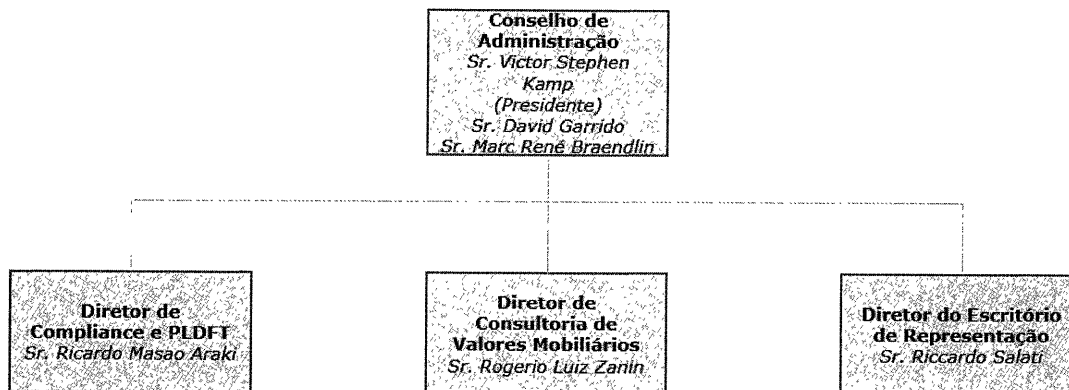 Conselho de
Administração
Sr. Victor Stephen
Kamp
(Presidente)
Sr. David Garrido
Sr. Marc René Braendlin
Diretor de
Compliance e PLDFT
Sr. Ricardo Masao Araki
Diretor de
Consultoria de
Valores Mobiliários
Sr. Rogerio Luiz Zanin
Diretor do Escritório
de Representação
Sr. Riccardo Salati